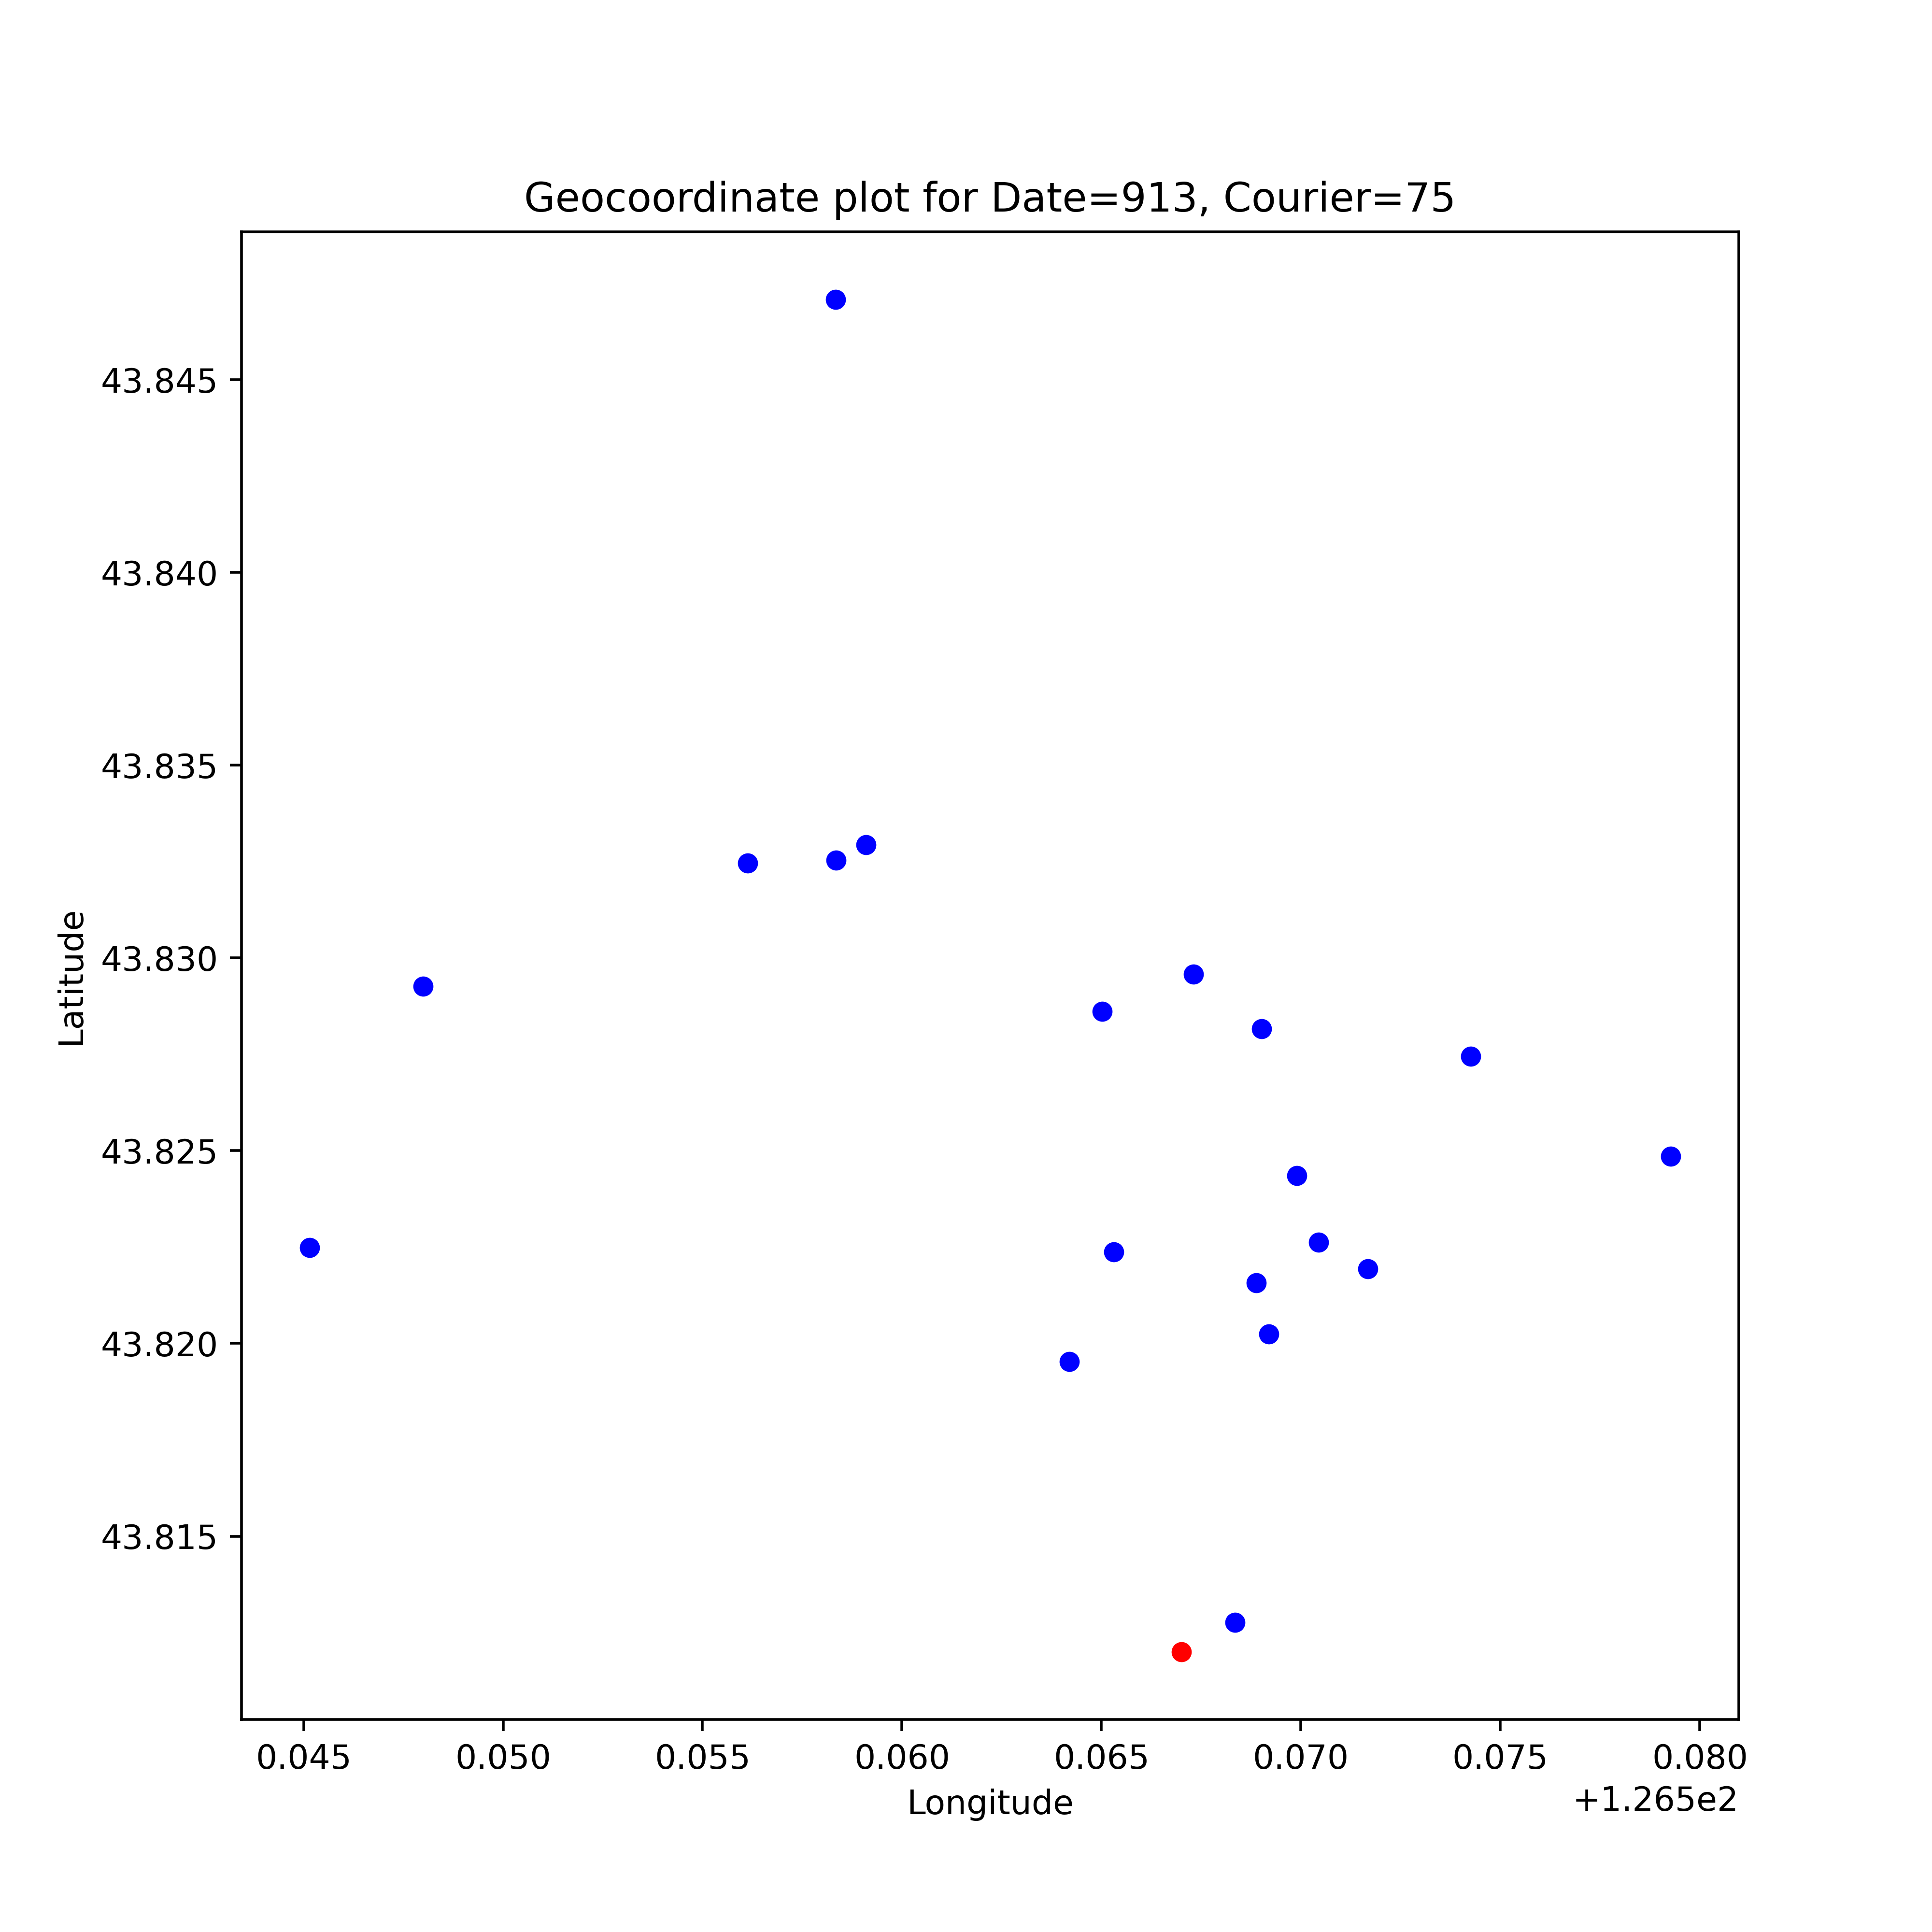 Geocoordinate plot for Date=913, Courier=75
43.845
43.840
43.835
43.830
43.825
43.820
43.815
Latitude
0.045 0.050 0.055 0.060 0.065 0.070 0.075 0.080
+1.265e2
Longitude